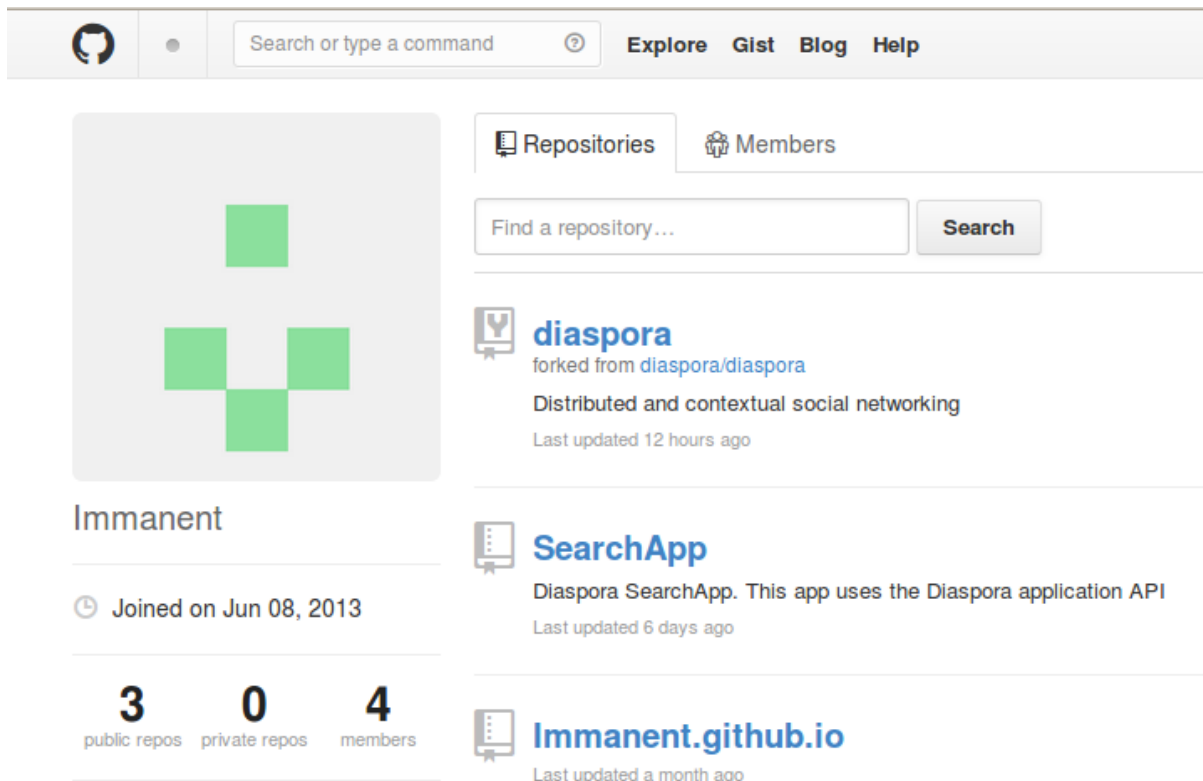 Search or type a command
Explore Gist Blog Help
Repositories Members
Find a repository…
Search
diaspora
forked from diaspora/diaspora
Distributed and contextual social networking
Last updated 12 hours ago
Immanent
Joined on Jun 08, 2013
3 0 4
public repos private repos members
SearchApp
Diaspora SearchApp. This app uses the Diaspora application API
Last updated 6 days ago
Immanent.github.io
Last updated a month ago